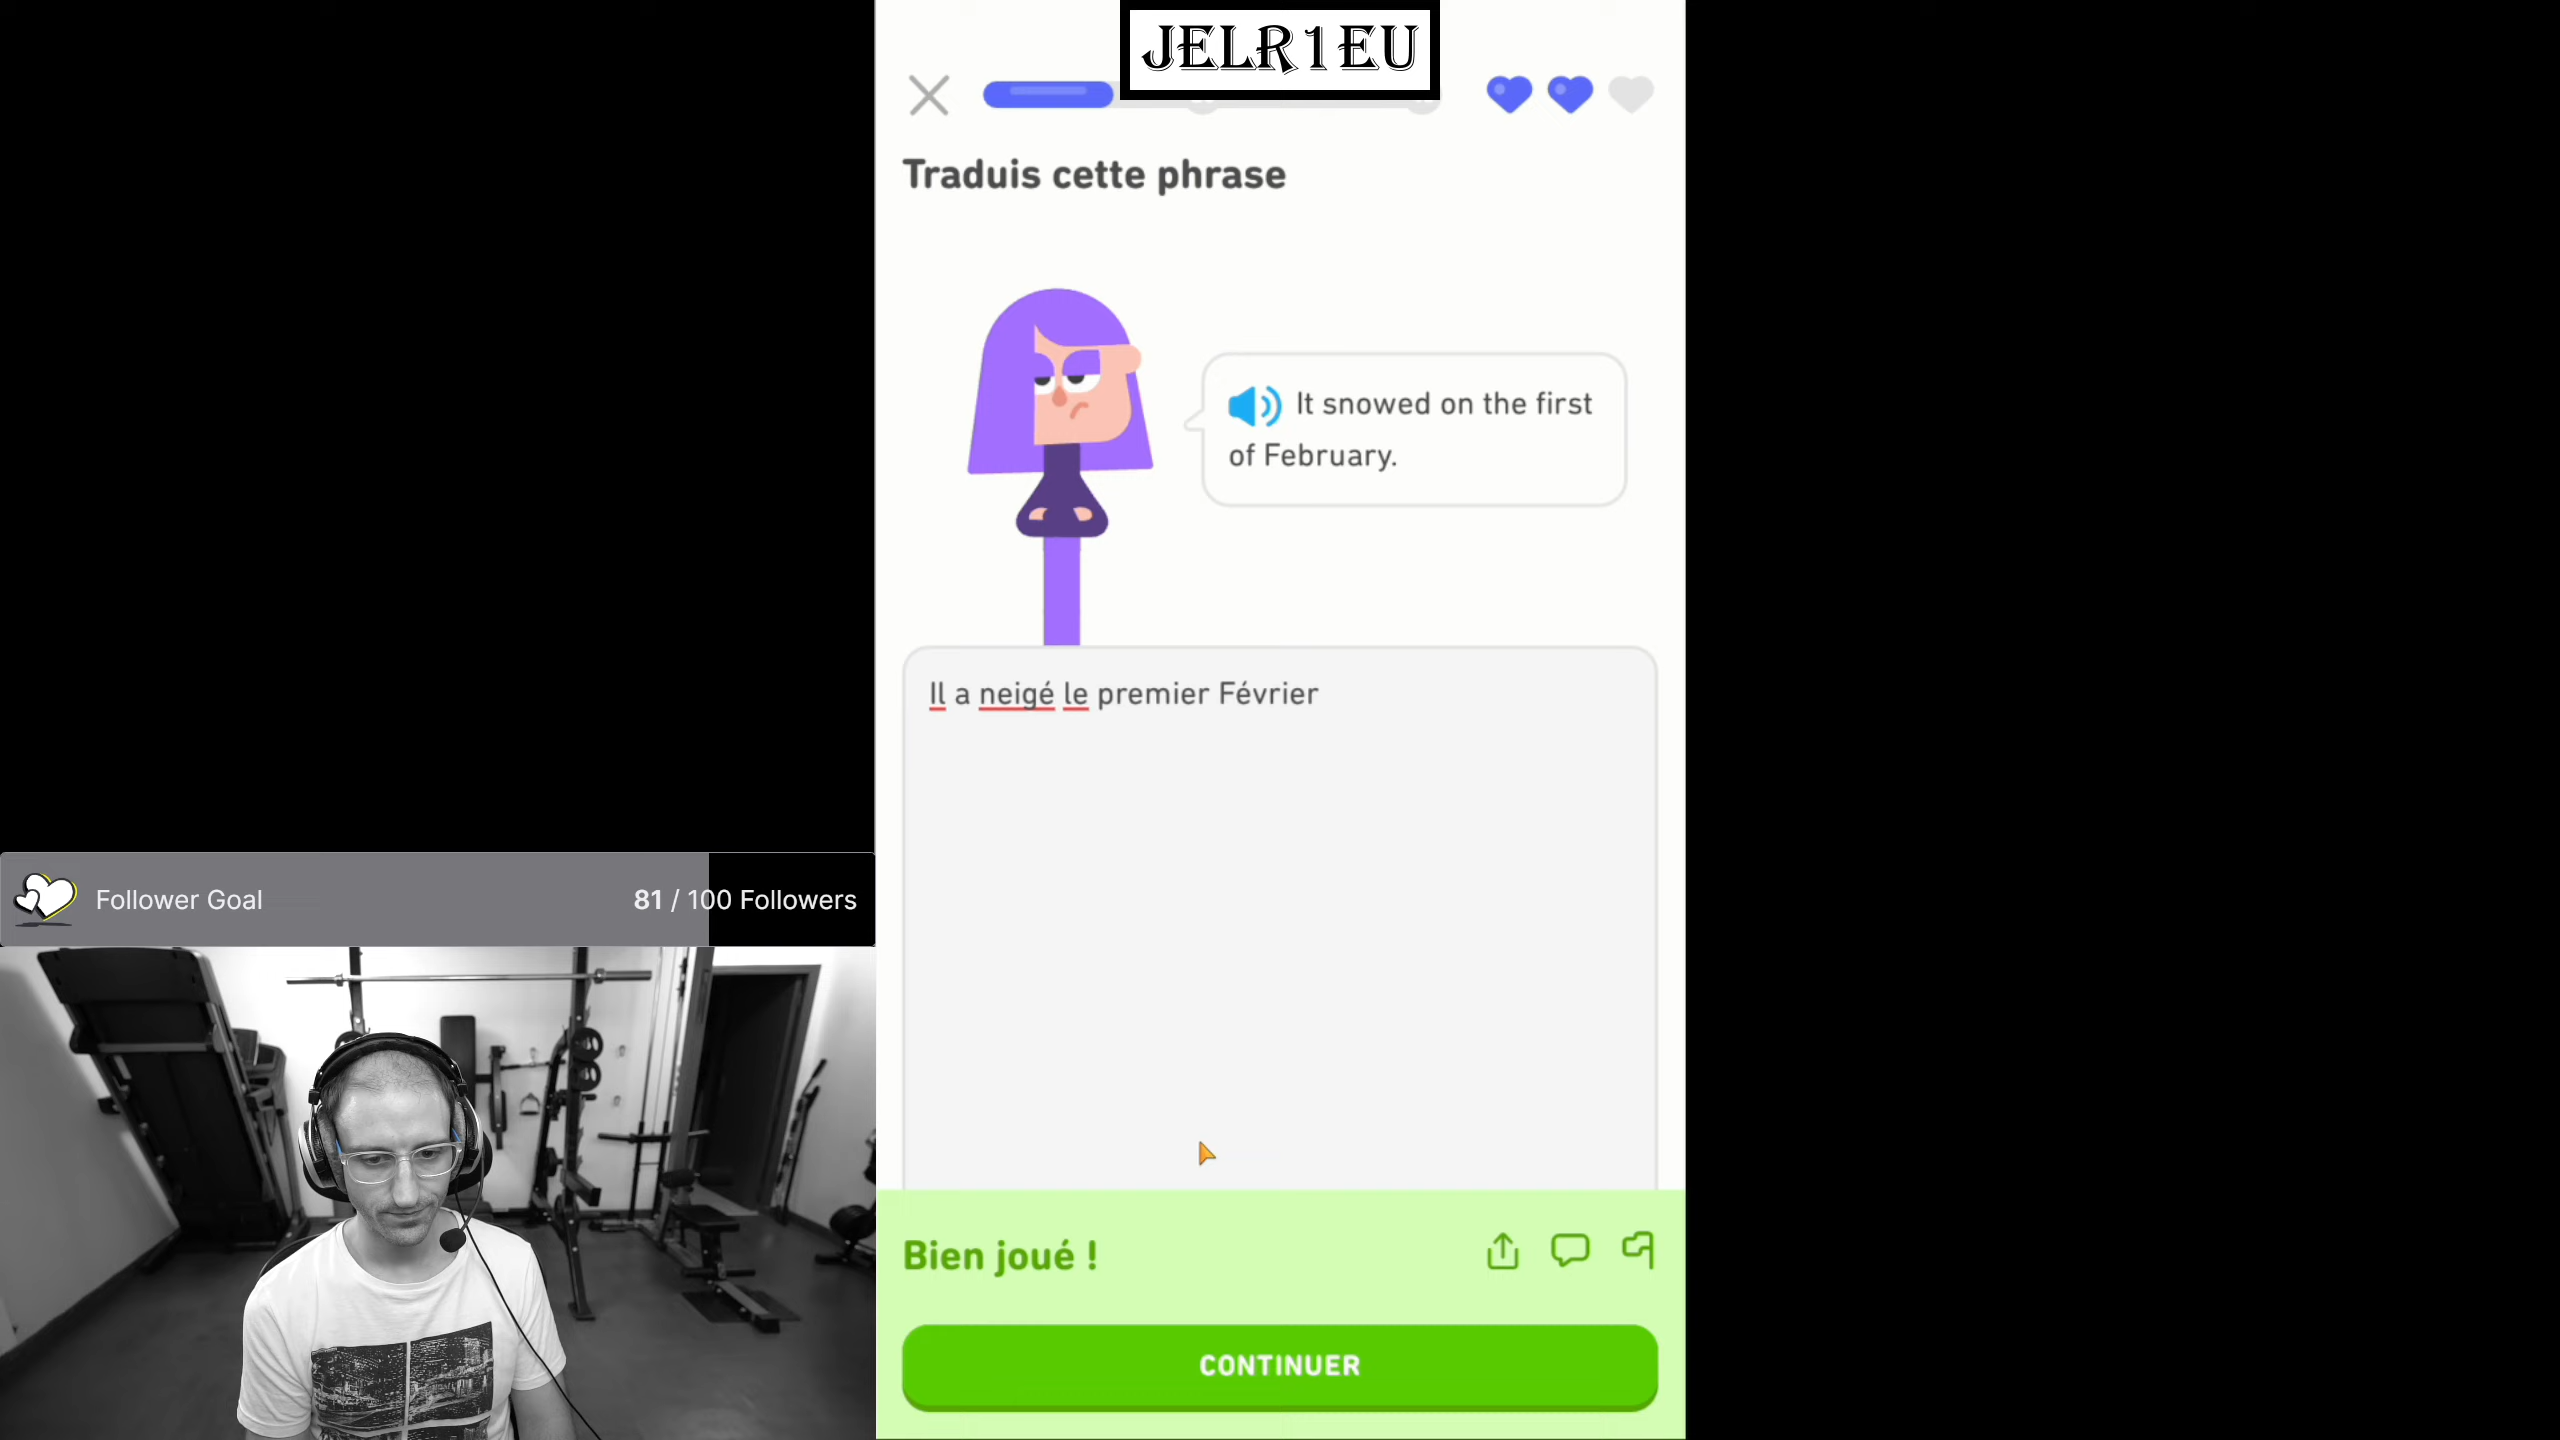 JELR1EU
Traduis cette phrase
It snowed on the first
of February.
Il a neigé le premier Février
Follower Goal
81 / 100 Followers
Bien joué !
CONTINUER